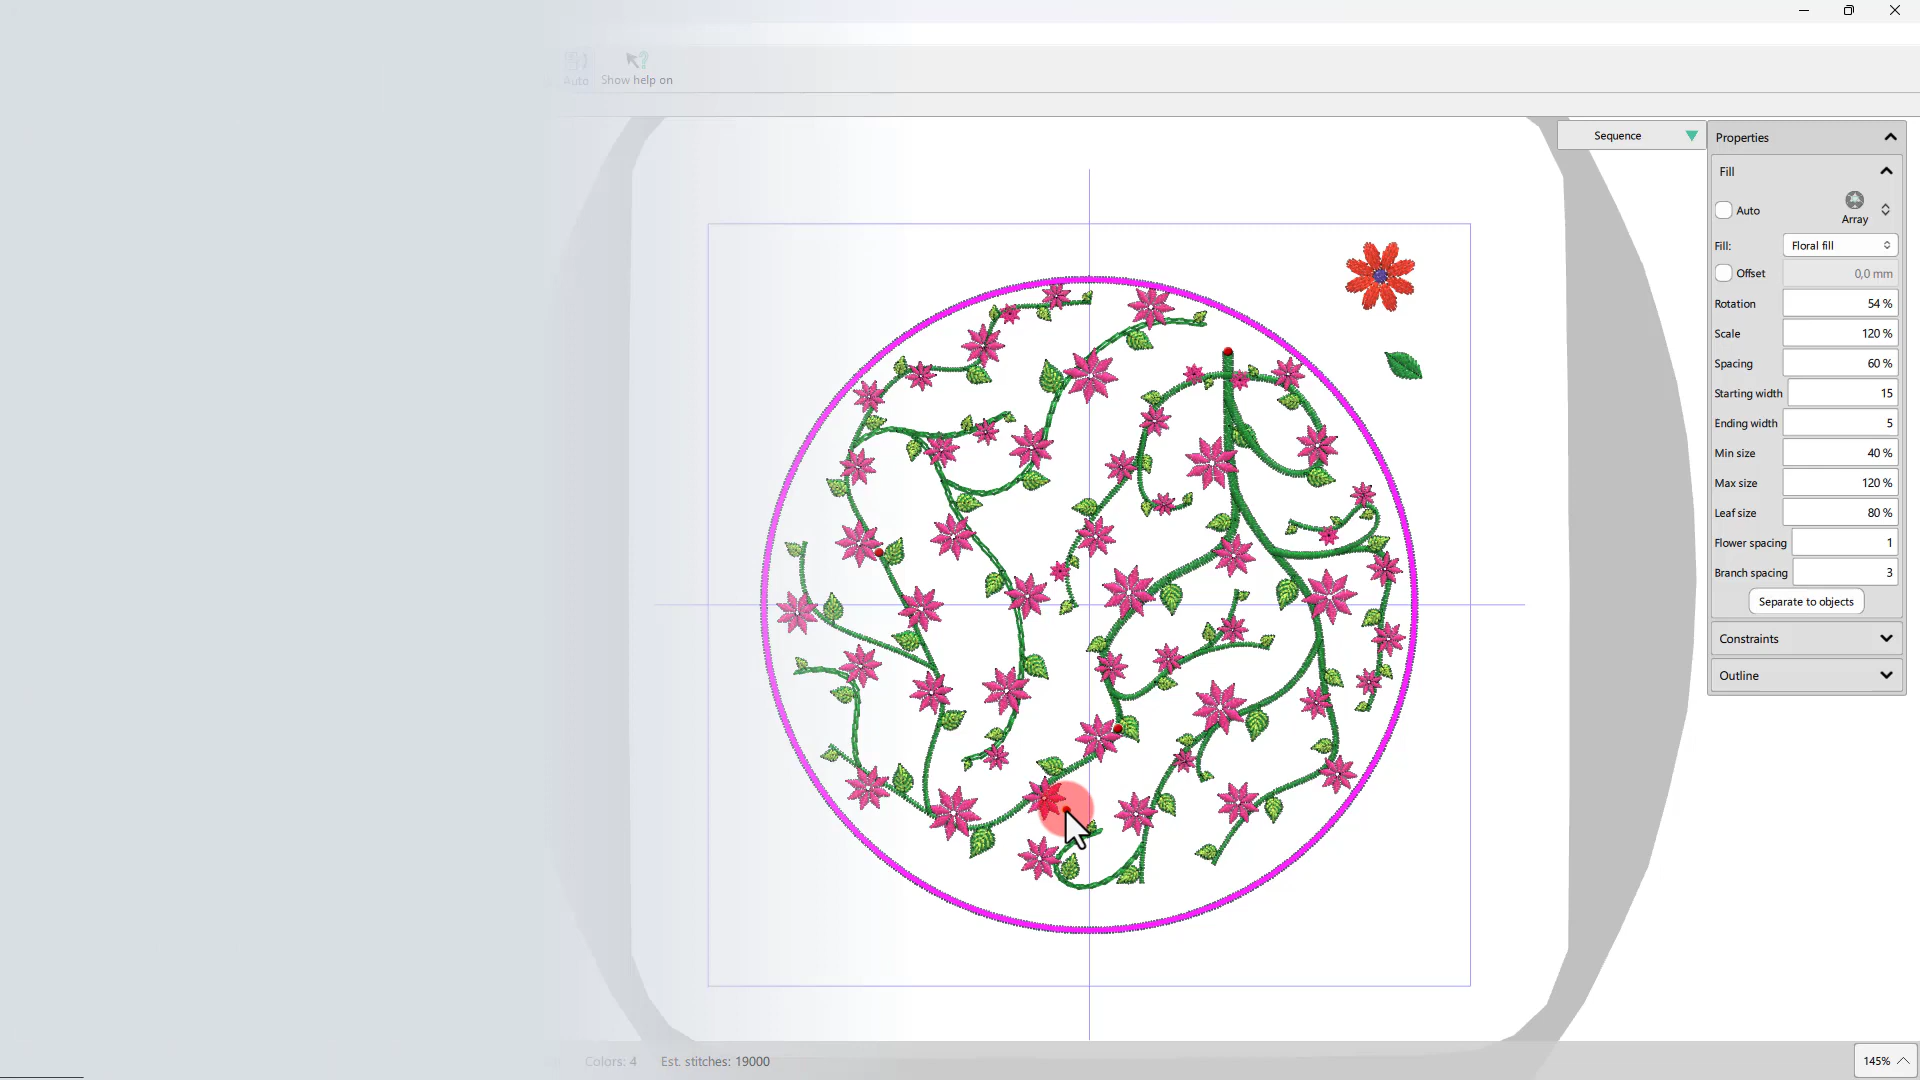 Auto Show help on
Sequence
Properties
Fill
Auto
Array
Fill: Floral fill
Offset 0,0 mm
Rotation 54 %
Scale 120 %
Spacing 60 %
Starting width 15
Ending width 5
Min size 40 %
Max size 120 %
Leaf size 80 %
Flower spacing 1
Branch spacing 3
Separate to objects
Constraints
Outline
Colors: 4 Est. stitches: 19000
145%